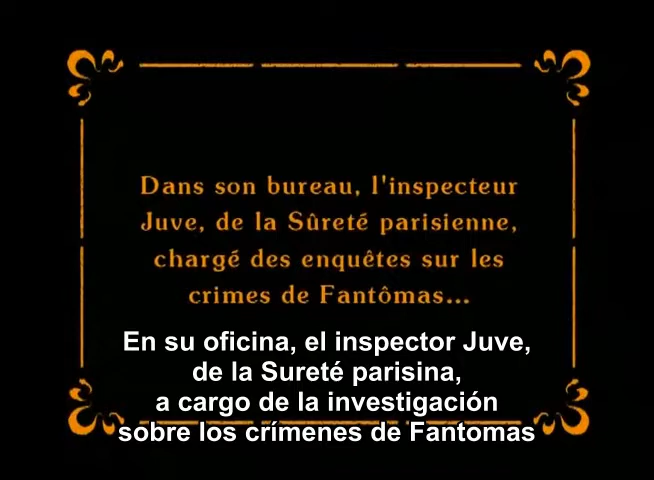 Dans son bureau, l'inspecteur
Juve, de la Sûreté parisienne,
chargé des enquêtes sur les
crimes de Fantômas...
En su oficina, el inspector Juve,
de la Sureté parisina,
a cargo de la investigación
sobre los crímenes de Fantomas